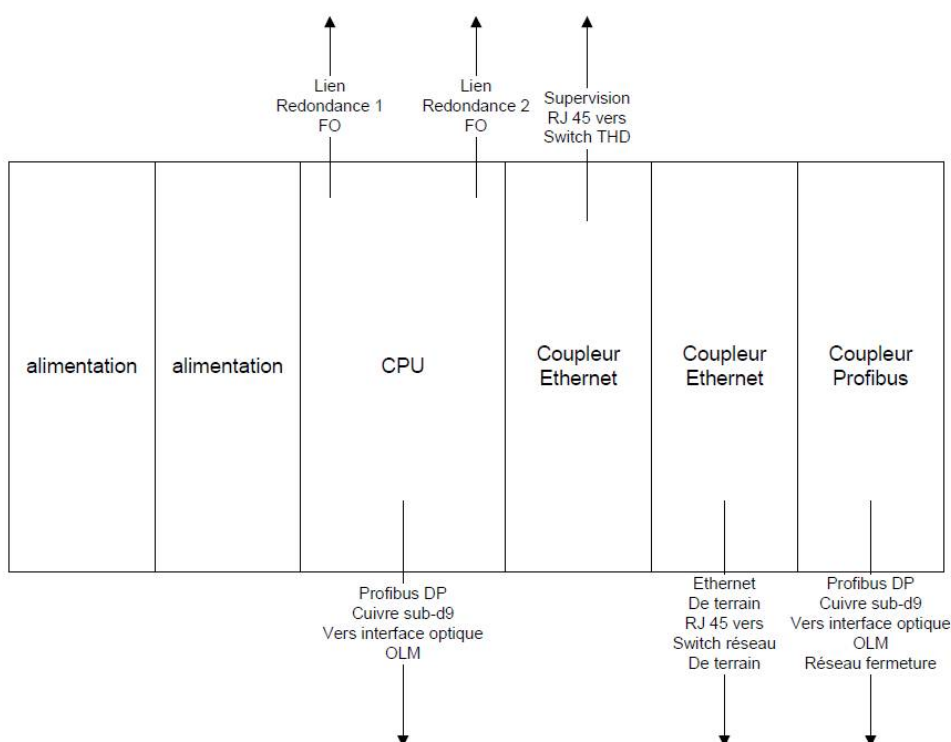 Lien
Redondance 1
FO
Lien
Redondance 2
FO
Supervision
RJ 45 vers
Switch THD
alimentation
alimentation
CPU
Coupleur
Ethernet
Coupleur
Ethernet
Coupleur
Profibus
Profibus DP
Cuivre sub-d9
Vers interface optique
OLM
Ethernet
De terrain
RJ 45 vers
Switch réseau
De terrain
Profibus DP
Cuivre sub-d9
Vers interface optique
OLM
Réseau fermeture